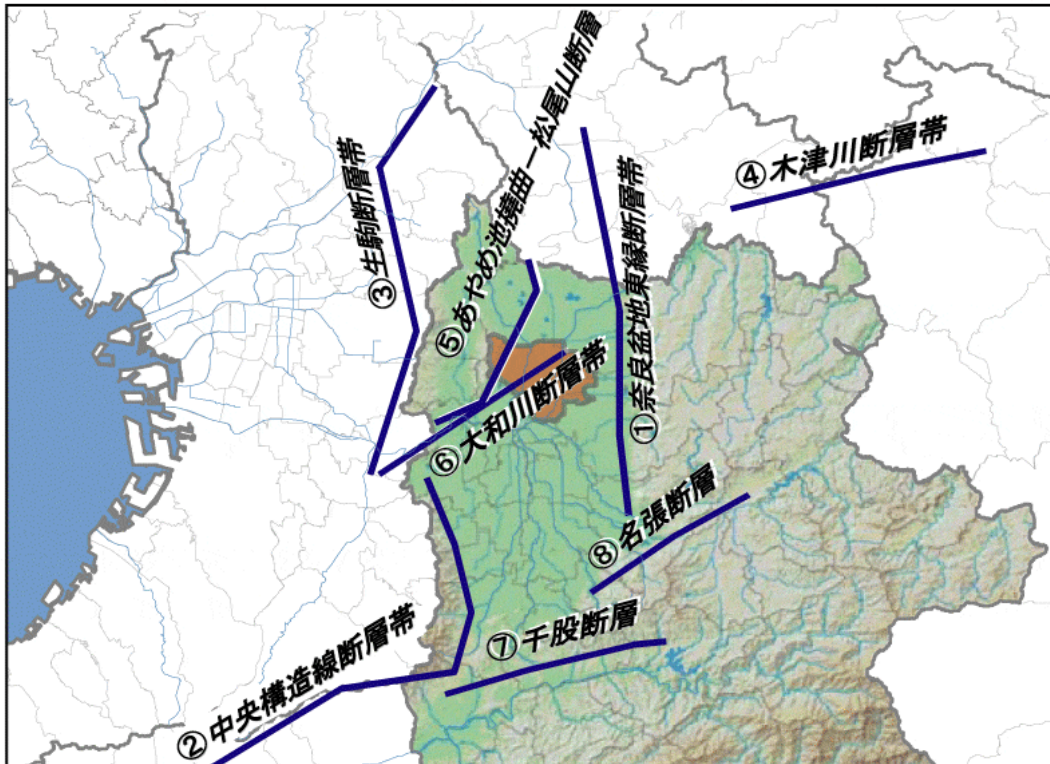 ⑤あやめ池撓曲ー松尾山断層
④木津川断層帯
③生駒断層帯
①奈良盆地東縁断層帯
⑥大和川断層帯
⑧名張断層
⑦千股断層
②中央構造線断層帯